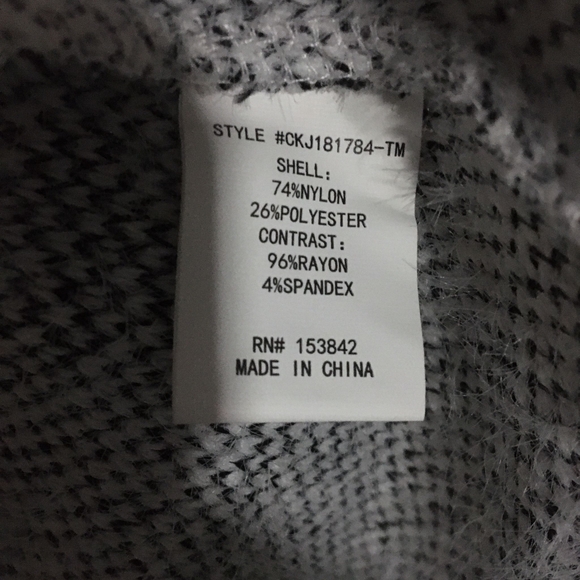 STYLE #CKJ181784-TM
SHELL:
74%NYLON
26%POLYESTER
CONTRAST:
96%RAYON
4%SPANDEX
RN# 153842
MADE IN CHINA